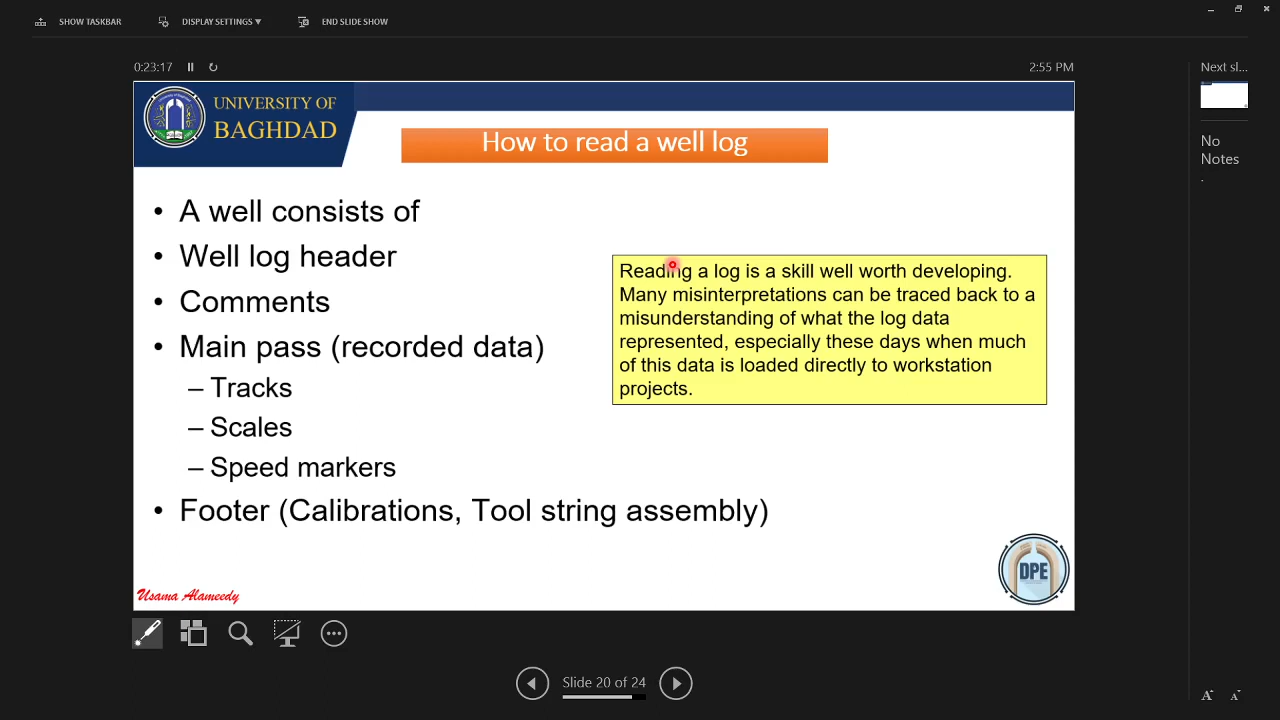 SHOW TASKBAR
DISPLAY SETTINGS ▼
END SLIDE SHOW
0:23:17
2:55 PM
Next sl...
UNIVERSITY OF
BAGHDAD
How to read a well log
No
Notes
.
• A well consists of
• Well log header
• Comments
• Main pass (recorded data)
– Tracks
– Scales
– Speed markers
• Footer (Calibrations, Tool string assembly)
Reading a log is a skill well worth developing.
Many misinterpretations can be traced back to a
misunderstanding of what the log data
represented, especially these days when much
of this data is loaded directly to workstation
projects.
DPE
Usama Alameedy
Slide 20 of 24
A
A